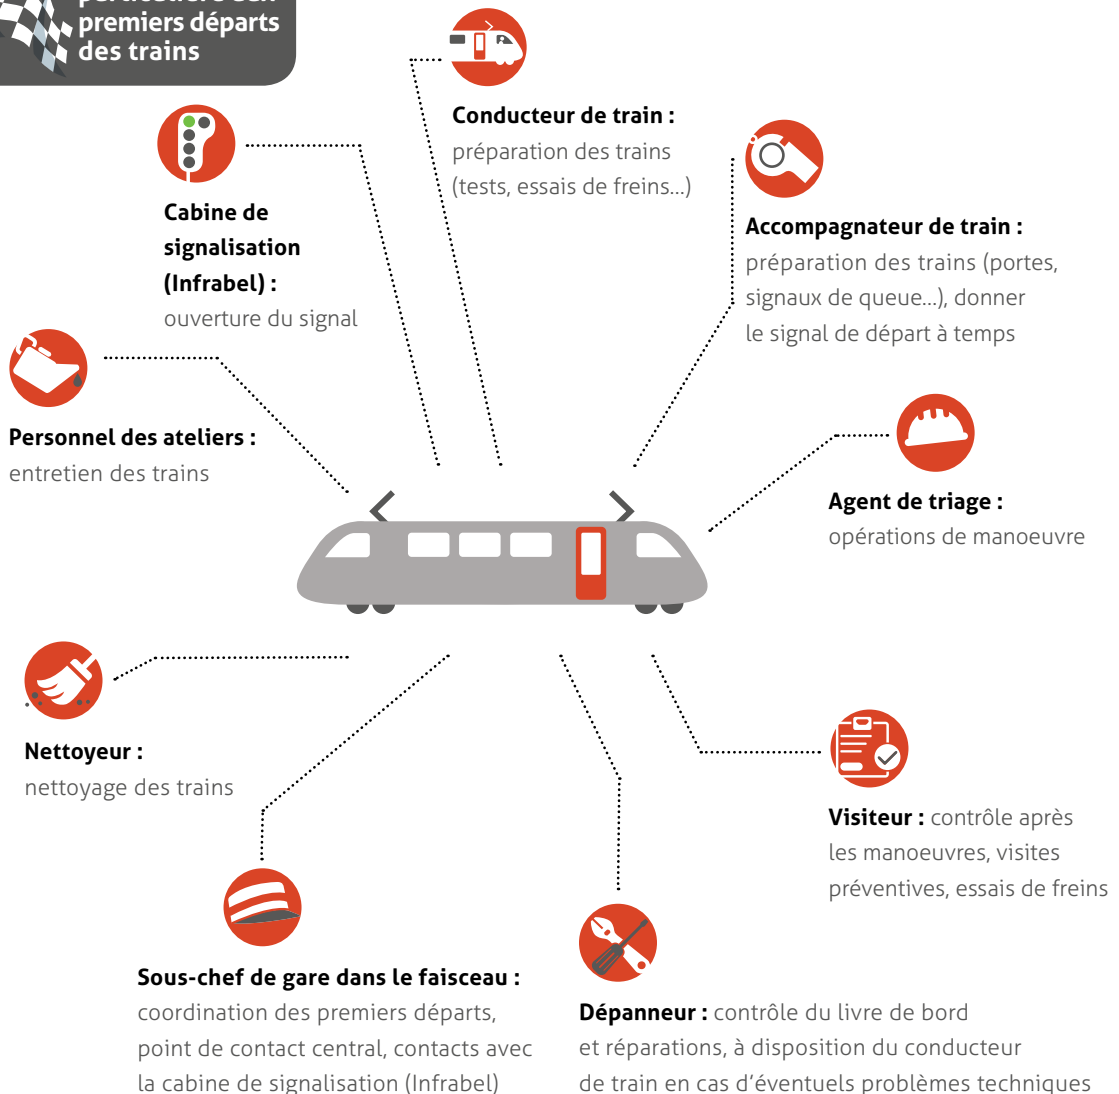 premiers départs
des trains
Conducteur de train :
préparation des trains
(tests, essais de freins...)
Cabine de
signalisation
(Infrabel) :
ouverture du signal
Accompagnateur de train :
préparation des trains (portes,
signaux de queue...), donner
le signal de départ à temps
Personnel des ateliers :
entretien des trains
Agent de triage :
opérations de manoeuvre
Nettoyeur :
nettoyage des trains
Visiteur : contrôle après
les manoeuvres, visites
préventives, essais de freins
Sous-chef de gare dans le faisceau :
coordination des premiers départs,
point de contact central, contacts avec
la cabine de signalisation (Infrabel)
Dépanneur : contrôle du livre de bord
et réparations, à disposition du conducteur
de train en cas d'éventuels problèmes techniques